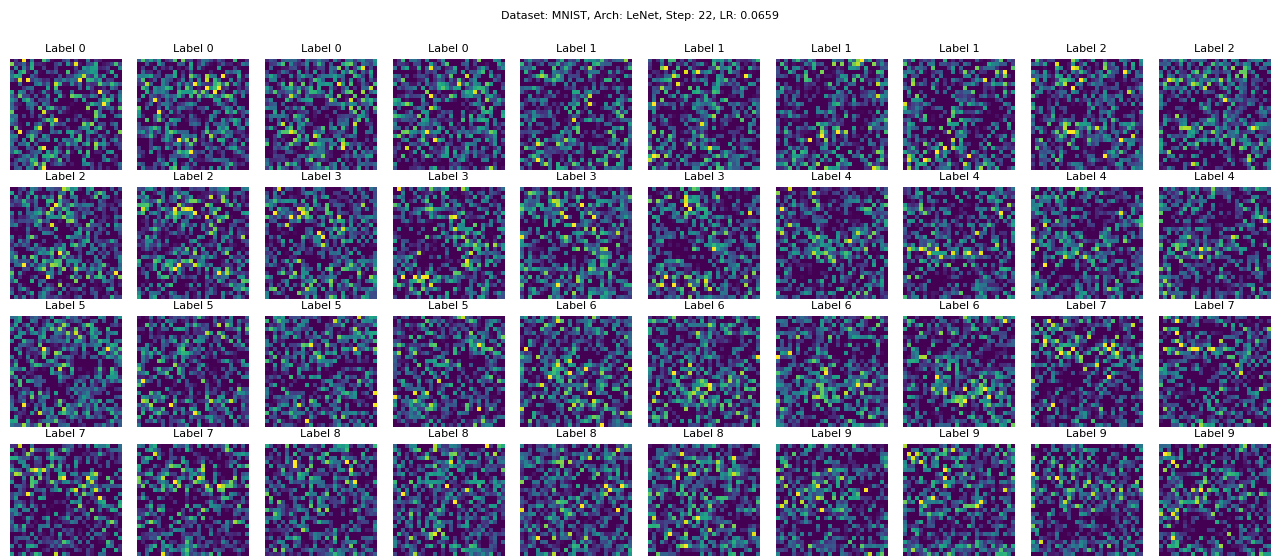 Dataset: MNIST, Arch: LeNet, Step: 22, LR: 0.0659
Label 0 Label 0 Label 0 Label 0 Label 1 Label 1 Label 1 Label 1 Label 2 Label 2
Label 2 Label 2 Label 3 Label 3 Label 3 Label 3 Label 4 Label 4 Label 4 Label 4
Label 5 Label 5 Label 5 Label 5 Label 6 Label 6 Label 6 Label 6 Label 7 Label 7
Label 7 Label 7 Label 8 Label 8 Label 8 Label 8 Label 9 Label 9 Label 9 Label 9